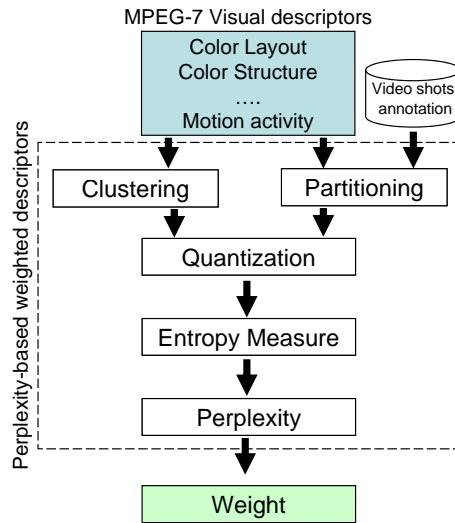 MPEG-7 Visual descriptors
Color Layout
Color Structure
....
Motion activity
Video shots
annotation
Perplexity-based weighted descriptors
Clustering
Partitioning
Quantization
Entropy Measure
Perplexity
Weight